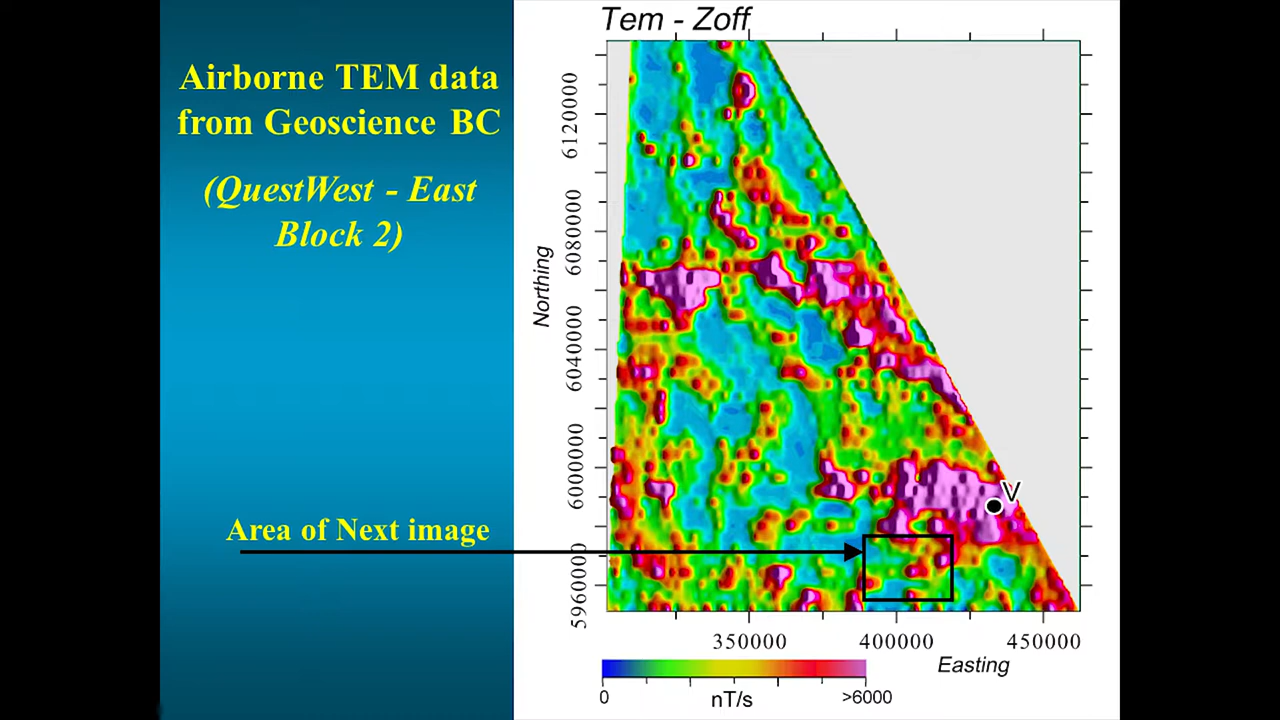 Airborne TEM data
from Geoscience BC
(QuestWest - East
Block 2)
Area of Next image
Tem - Zoff
Northing
6120000
6080000
6040000
6000000
5960000
V
350000 400000 450000
Easting
0 nT/s >6000